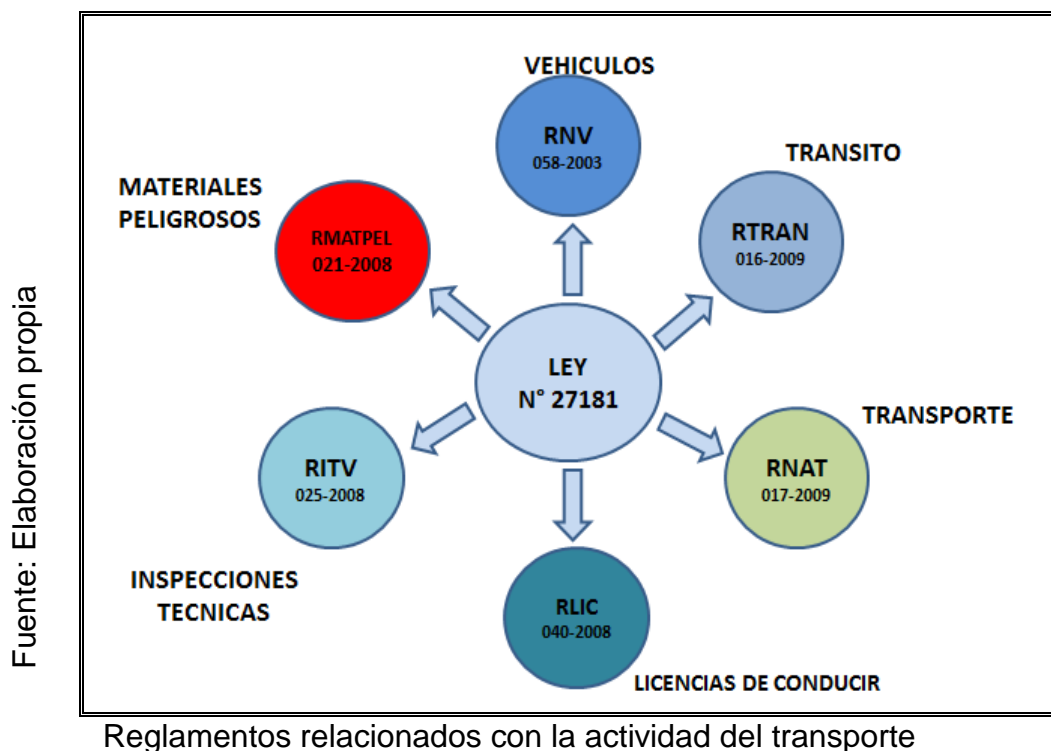 VEHICULOS
RNV
058-2003
TRANSITO
RTRAN
016-2009
MATERIALES
PELIGROSOS
RMATPEL
021-2008
LEY
N° 27181
TRANSPORTE
RNAT
017-2009
RITV
025-2008
INSPECCIONES
TECNICAS
RLIC
040-2008
LICENCIAS DE CONDUCIR
Fuente: Elaboración propia
Reglamentos relacionados con la actividad del transporte